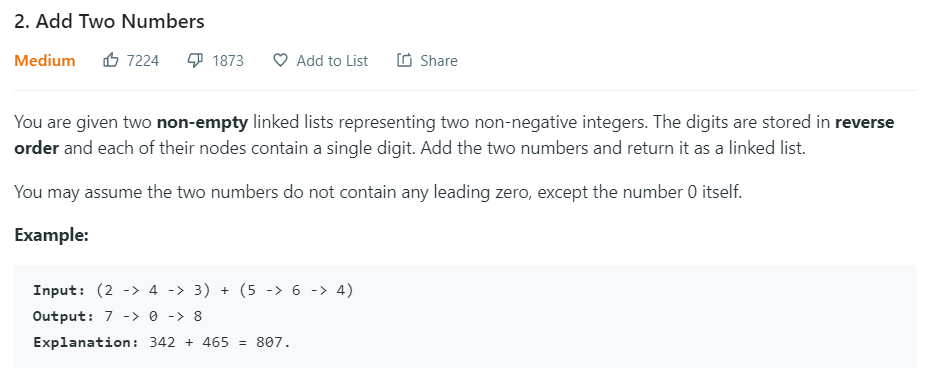 2. Add Two Numbers
Medium 7224 1873 Add to List Share
You are given two non-empty linked lists representing two non-negative integers. The digits are stored in reverse
order and each of their nodes contain a single digit. Add the two numbers and return it as a linked list.
You may assume the two numbers do not contain any leading zero, except the number 0 itself.
Example:
Input: (2 -> 4 -> 3) + (5 -> 6 -> 4)
Output: 7 -> 0 -> 8
Explanation: 342 + 465 = 807.